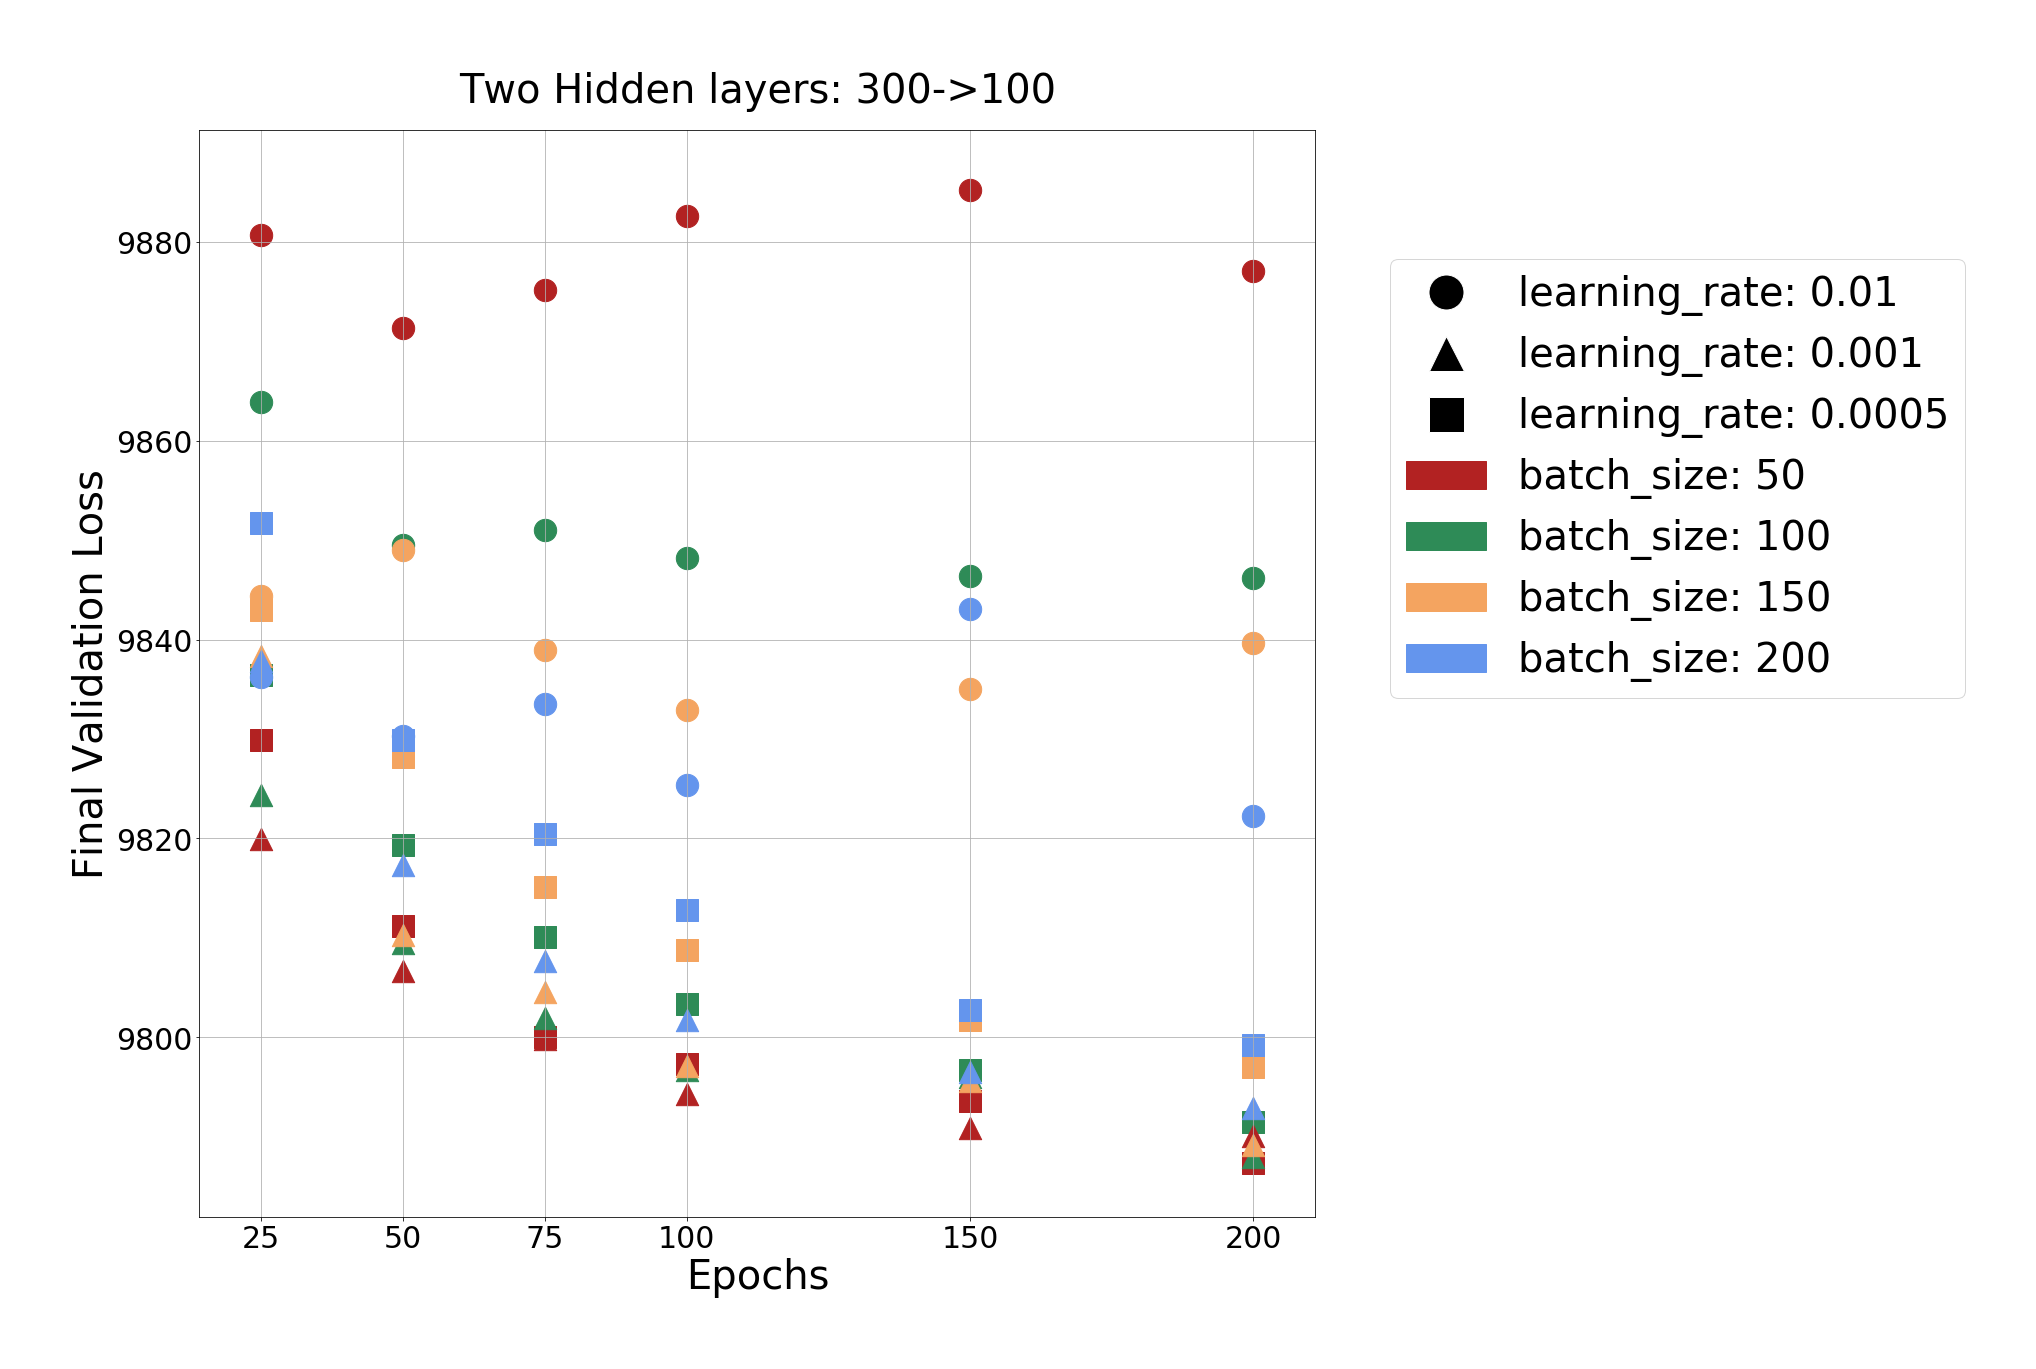 Two Hidden layers: 300->100
Final Validation Loss
9880
9860
9840
9820
9800
25 50 75 100 150 200
Epochs
learning_rate: 0.01
learning_rate: 0.001
learning_rate: 0.0005
batch_size: 50
batch_size: 100
batch_size: 150
batch_size: 200